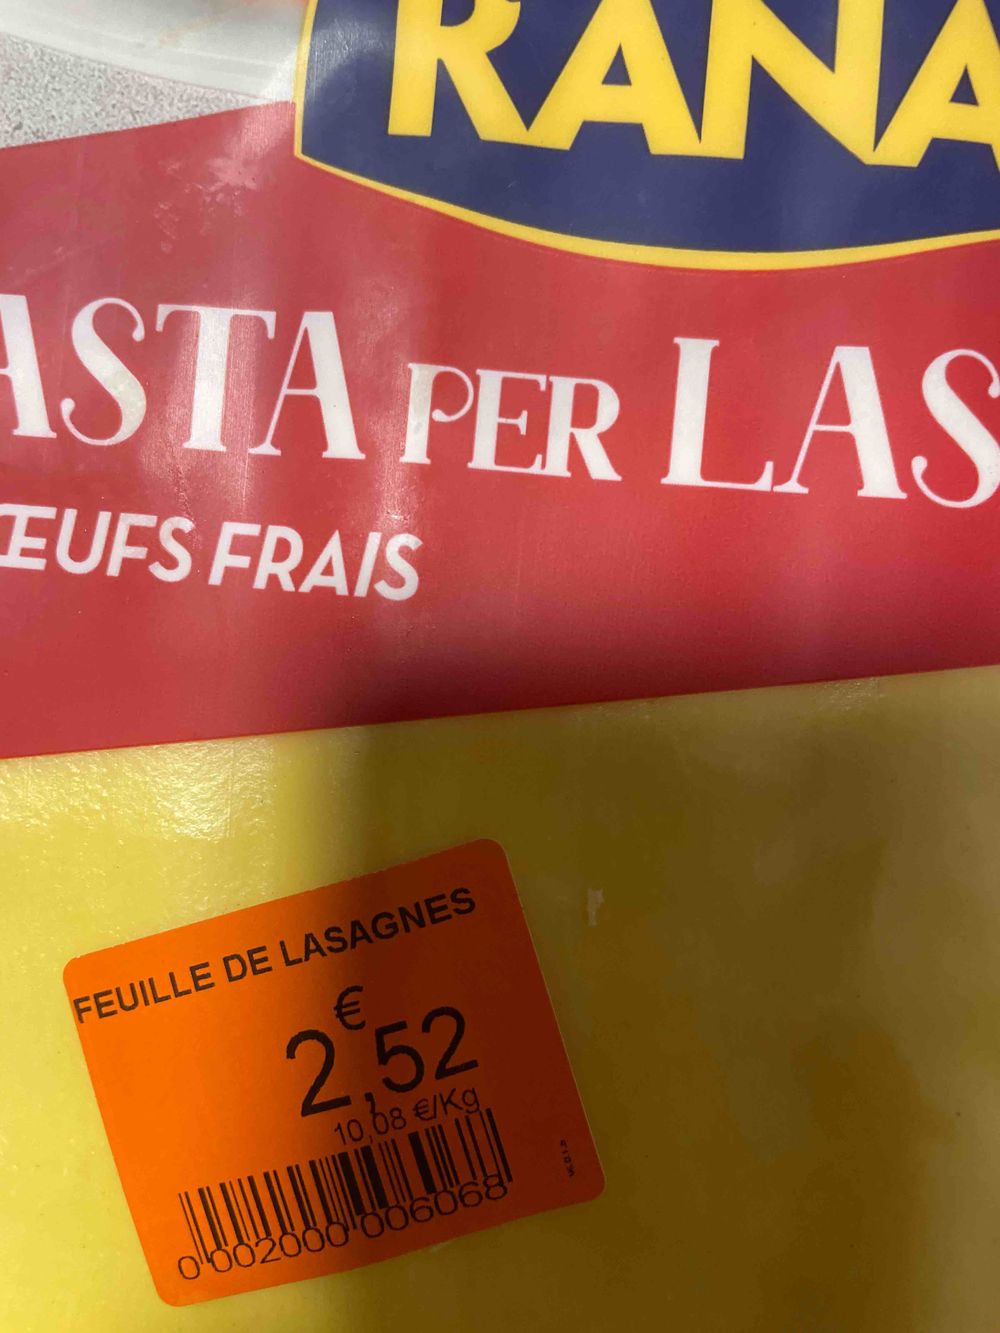 RANA
ASTA PER LAS
ŒUFS FRAIS
FEUILLE DE LASAGNES
€
2,52
10,08 €/Kg
0 002000 006068